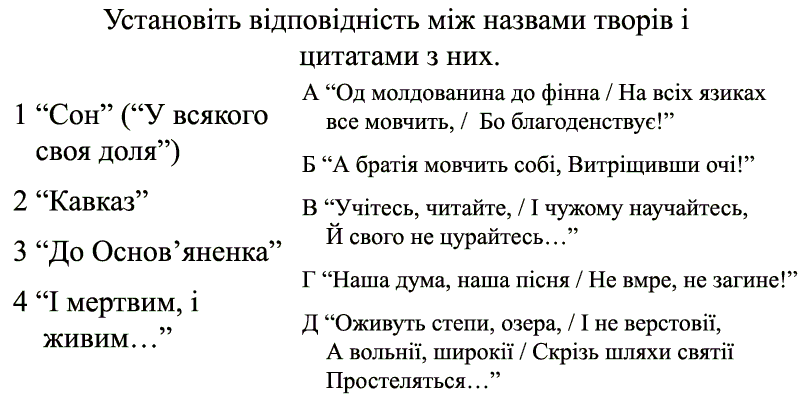 Установіть відповідність між назвами творів і
цитатами з них.
1 “Сон” (“У всякого
своя доля”)
2 “Кавказ”
3 “До Основ’яненка”
4 “І мертвим, і
живим…”
А “Од молдованина до фінна / На всіх язиках
все мовчить, / Бо благоденствує!”
Б “А братія мовчить собі, Витріщивши очі!”
В “Учітесь, читайте, / І чужому научайтесь,
Й свого не цурайтесь…”
Г “Наша дума, наша пісня / Не вмре, не загине!”
Д “Оживуть степи, озера, / І не верстовії,
А вольнії, широкії / Скрізь шляхи святії
Простеляться…”